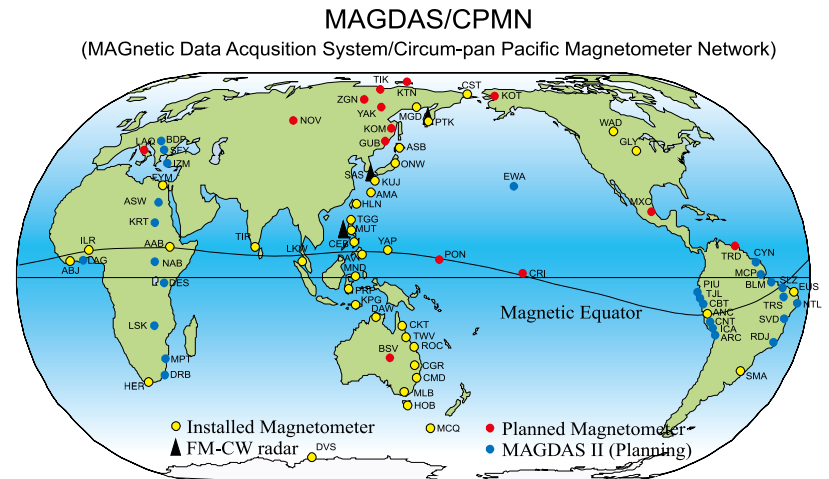 MAGDAS/CPMN
(MAGnetic Data Acqusition System/Circum-pan Pacific Magnetometer Network)
TIK
KTN
CST
KOT
ZGN
YAK
MGD
PTK
NOV
KOM
GUB
ASB
WAD
GLY
LAQ
BDP
SFY
IZM
ONW
SAS
KUJ
EWA
FYM
AMA
ASW
HLN
MXC
KRT
TGG
MUT
TIR
CEB
YAP
ILR
AAB
LKW
DAV
PON
TRD
CYN
ABJ
LAG
NAB
MND
CRI
MCP
BLM
SLZ
DES
PRP
PIU
TJL
EUS
KPG
CBT
TRS
NTL
DAW
Magnetic Equator
ANC
CNT
SVD
LSK
CKT
ICA
TWV
ARC
RDJ
ROC
BSV
MPT
CGR
DRB
CMD
SMA
HER
MLB
HOB
Installed Magnetometer
MCQ
Planned Magnetometer
FM-CW radar
MAGDAS II (Planning)
DVS